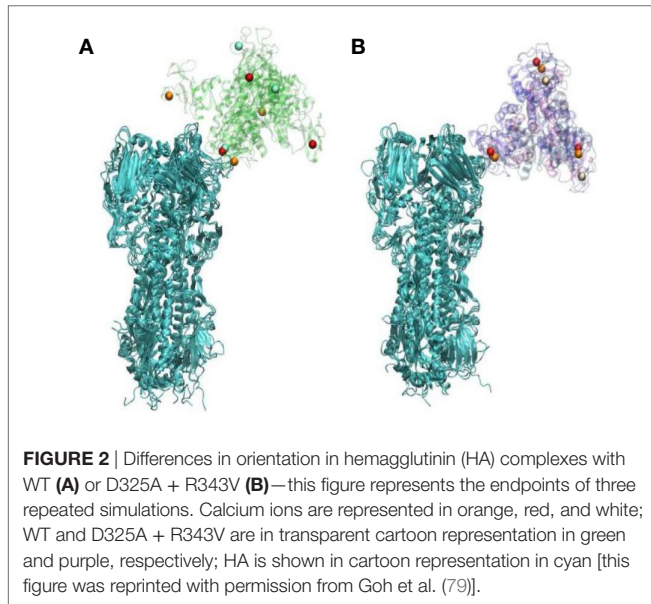 A
B
FIGURE 2 | Differences in orientation in hemagglutinin (HA) complexes with
WT (A) or D325A + R343V (B)—this figure represents the endpoints of three
repeated simulations. Calcium ions are represented in orange, red, and white;
WT and D325A + R343V are in transparent cartoon representation in green
and purple, respectively; HA is shown in cartoon representation in cyan [this
figure was reprinted with permission from Goh et al. (79)].